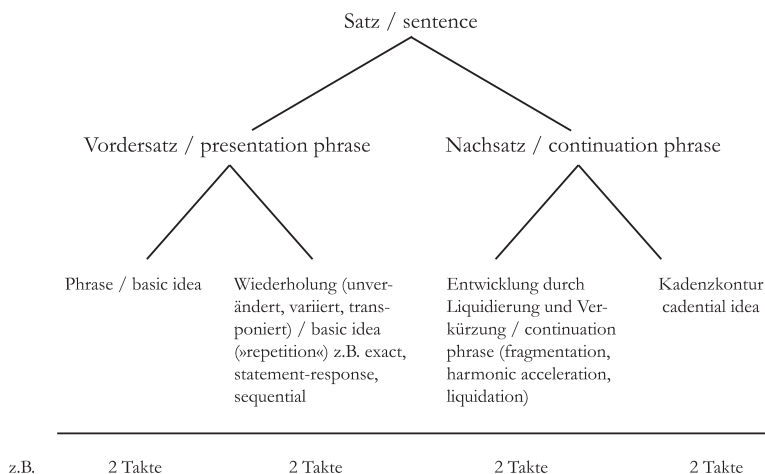 Satz / sentence
Vordersatz / presentation phrase
Nachsatz / continuation phrase
Phrase / basic idea
Wiederholung (unver-
ändert, variiert, trans-
poniert) / basic idea
(»repetition«) z.B. exact,
statement-response,
sequential
Entwicklung durch
Liquidierung und Ver-
kürzung / continuation
phrase (fragmentation,
harmonic acceleration,
liquidation)
Kadenzkontur
cadential idea
z.B.
2 Takte
2 Takte
2 Takte
2 Takte